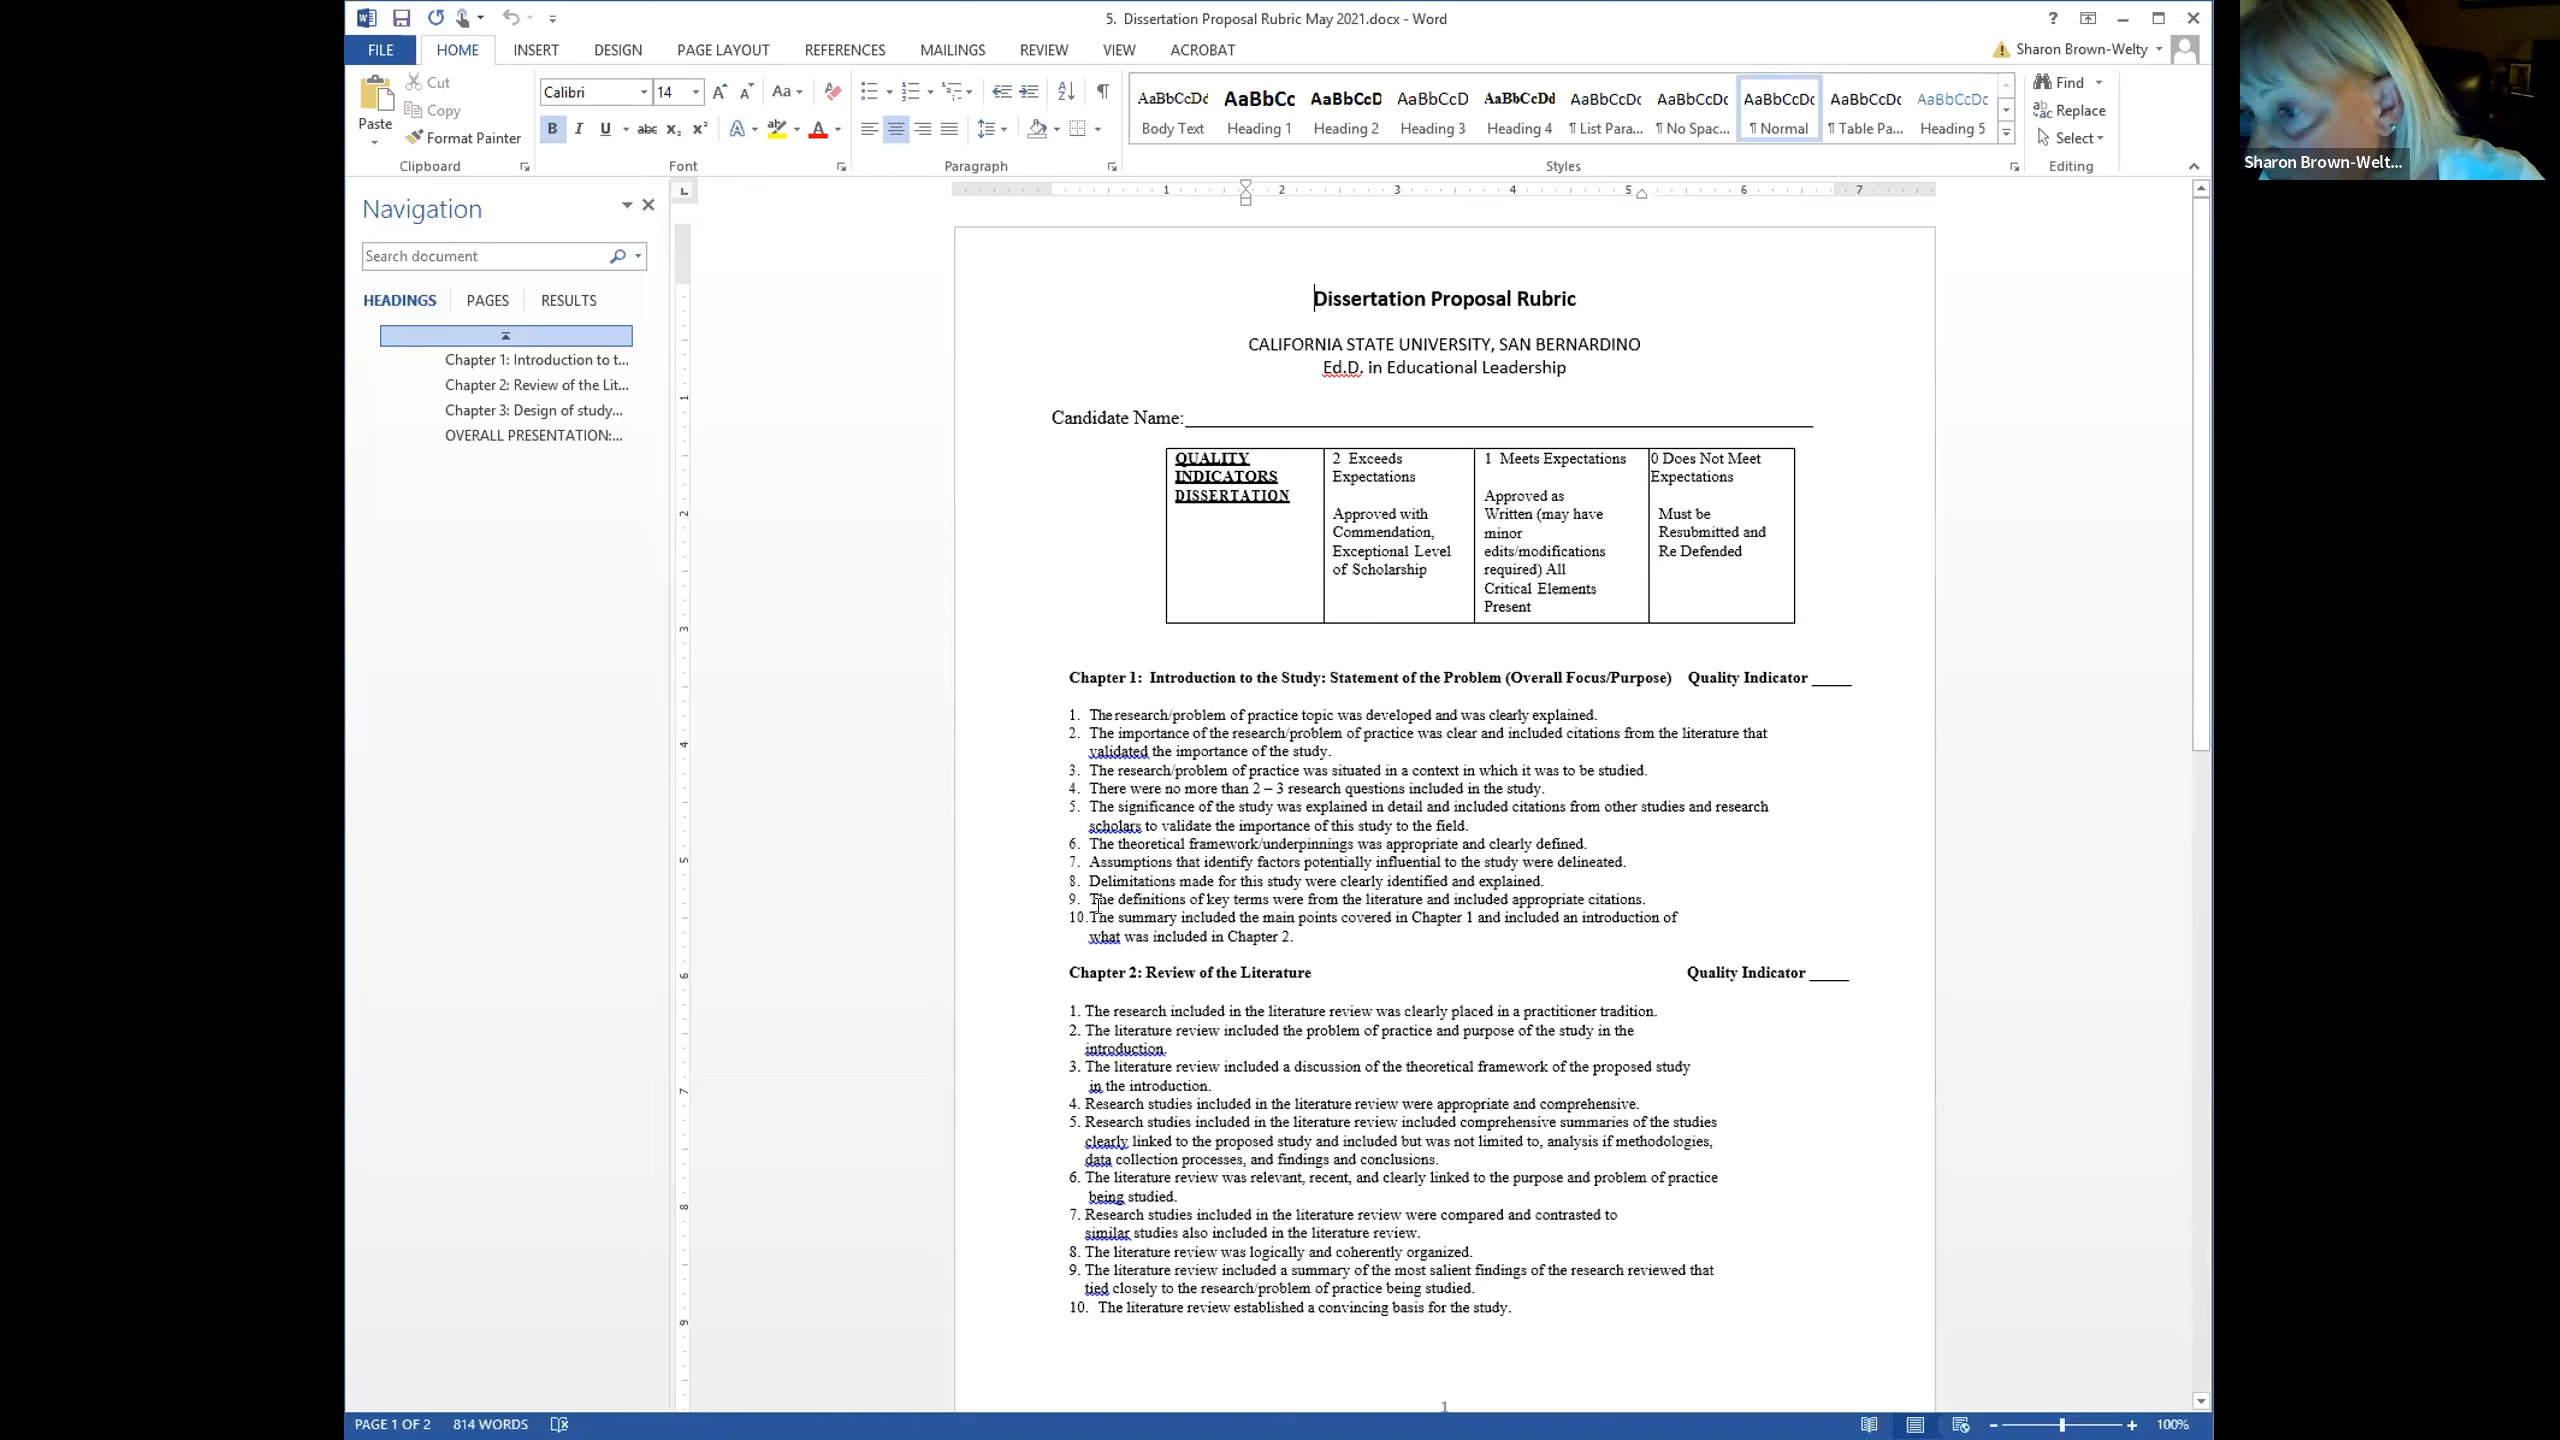 5. Dissertation Proposal Rubric May 2021.docx - Word
FILE HOME INSERT DESIGN PAGE LAYOUT REFERENCES MAILINGS REVIEW VIEW ACROBAT
Sharon Brown-Welty
Paste
Cut
Copy
Format Painter
Clipboard
Calibri 14
Font
Paragraph
AaBbCcDd AaBbCc AaBbCcD AaBbCcD AaBbCcDd AaBbCcDc AaBbCcDc AaBbCcDc AaBbCcDc AaBbCcDc
Body Text Heading 1 Heading 2 Heading 3 Heading 4 ¶ List Para... ¶ No Spac... ¶ Normal ¶ Table Pa... Heading 5
Styles
Find
Replace
Select
Editing
Sharon Brown-Welt...
Navigation
Search document
HEADINGS PAGES RESULTS
Chapter 1: Introduction to t...
Chapter 2: Review of the Lit...
Chapter 3: Design of study...
OVERALL PRESENTATION:...
1 2 3 4 5 6 7
1
2
3
4
5
6
7
8
9
Dissertation Proposal Rubric
CALIFORNIA STATE UNIVERSITY, SAN BERNARDINO
Ed.D. in Educational Leadership
Candidate Name:
QUALITY
INDICATORS
DISSERTATION
2 Exceeds
Expectations
Approved with
Commendation,
Exceptional Level
of Scholarship
1 Meets Expectations
Approved as
Written (may have
minor
edits/modifications
required) All
Critical Elements
Present
0 Does Not Meet
Expectations
Must be
Resubmitted and
Re Defended
Chapter 1: Introduction to the Study: Statement of the Problem (Overall Focus/Purpose) Quality Indicator _____
1. The research/problem of practice topic was developed and was clearly explained.
2. The importance of the research/problem of practice was clear and included citations from the literature that
validated the importance of the study.
3. The research/problem of practice was situated in a context in which it was to be studied.
4. There were no more than 2 – 3 research questions included in the study.
5. The significance of the study was explained in detail and included citations from other studies and research
scholars to validate the importance of this study to the field.
6. The theoretical framework/underpinnings was appropriate and clearly defined.
7. Assumptions that identify factors potentially influential to the study were delineated.
8. Delimitations made for this study were clearly identified and explained.
9. The definitions of key terms were from the literature and included appropriate citations.
10. The summary included the main points covered in Chapter 1 and included an introduction of
what was included in Chapter 2.
Chapter 2: Review of the Literature Quality Indicator _____
1. The research included in the literature review was clearly placed in a practitioner tradition.
2. The literature review included the problem of practice and purpose of the study in the
introduction.
3. The literature review included a discussion of the theoretical framework of the proposed study
in the introduction.
4. Research studies included in the literature review were appropriate and comprehensive.
5. Research studies included in the literature review included comprehensive summaries of the studies
clearly linked to the proposed study and included but was not limited to, analysis if methodologies,
data collection processes, and findings and conclusions.
6. The literature review was relevant, recent, and clearly linked to the purpose and problem of practice
being studied.
7. Research studies included in the literature review were compared and contrasted to
similar studies also included in the literature review.
8. The literature review was logically and coherently organized.
9. The literature review included a summary of the most salient findings of the research reviewed that
tied closely to the research/problem of practice being studied.
10. The literature review established a convincing basis for the study.
1
PAGE 1 OF 2 814 WORDS
100%